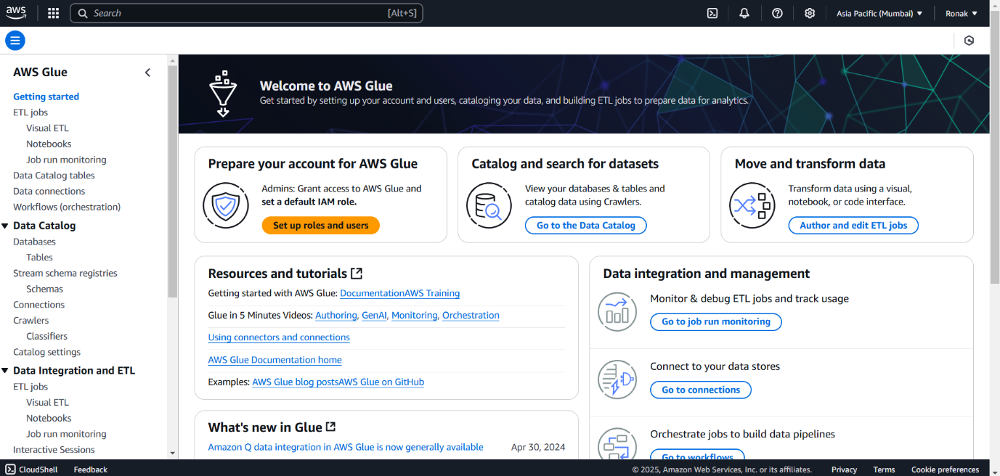 aws
Search
[Alt+S]
Asia Pacific (Mumbai)
Ronak
AWS Glue
Getting started
ETL jobs
Visual ETL
Notebooks
Job run monitoring
Data Catalog tables
Data connections
Workflows (orchestration)
Data Catalog
Databases
Tables
Stream schema registries
Schemas
Connections
Crawlers
Classifiers
Catalog settings
Data Integration and ETL
ETL jobs
Visual ETL
Notebooks
Job run monitoring
Interactive Sessions
Welcome to AWS Glue
Get started by setting up your account and users, cataloging your data, and building ETL jobs to prepare data for analytics.
Prepare your account for AWS Glue
Admins: Grant access to AWS Glue and
set a default IAM role.
Set up roles and users
Catalog and search for datasets
View your databases & tables and
catalog data using Crawlers.
Go to the Data Catalog
Move and transform data
Transform data using a visual,
notebook, or code interface.
Author and edit ETL jobs
Resources and tutorials
Getting started with AWS Glue: DocumentationAWS Training
Glue in 5 Minutes Videos: Authoring, GenAI, Monitoring, Orchestration
Using connectors and connections
AWS Glue Documentation home
Examples: AWS Glue blog postsAWS Glue on GitHub
What's new in Glue
Amazon Q data integration in AWS Glue is now generally available
Apr 30, 2024
Data integration and management
Monitor & debug ETL jobs and track usage
Go to job run monitoring
Connect to your data stores
Go to connections
Orchestrate jobs to build data pipelines
Go to workflows
CloudShell
Feedback
© 2025, Amazon Web Services, Inc. or its affiliates.
Privacy
Terms
Cookie preferences